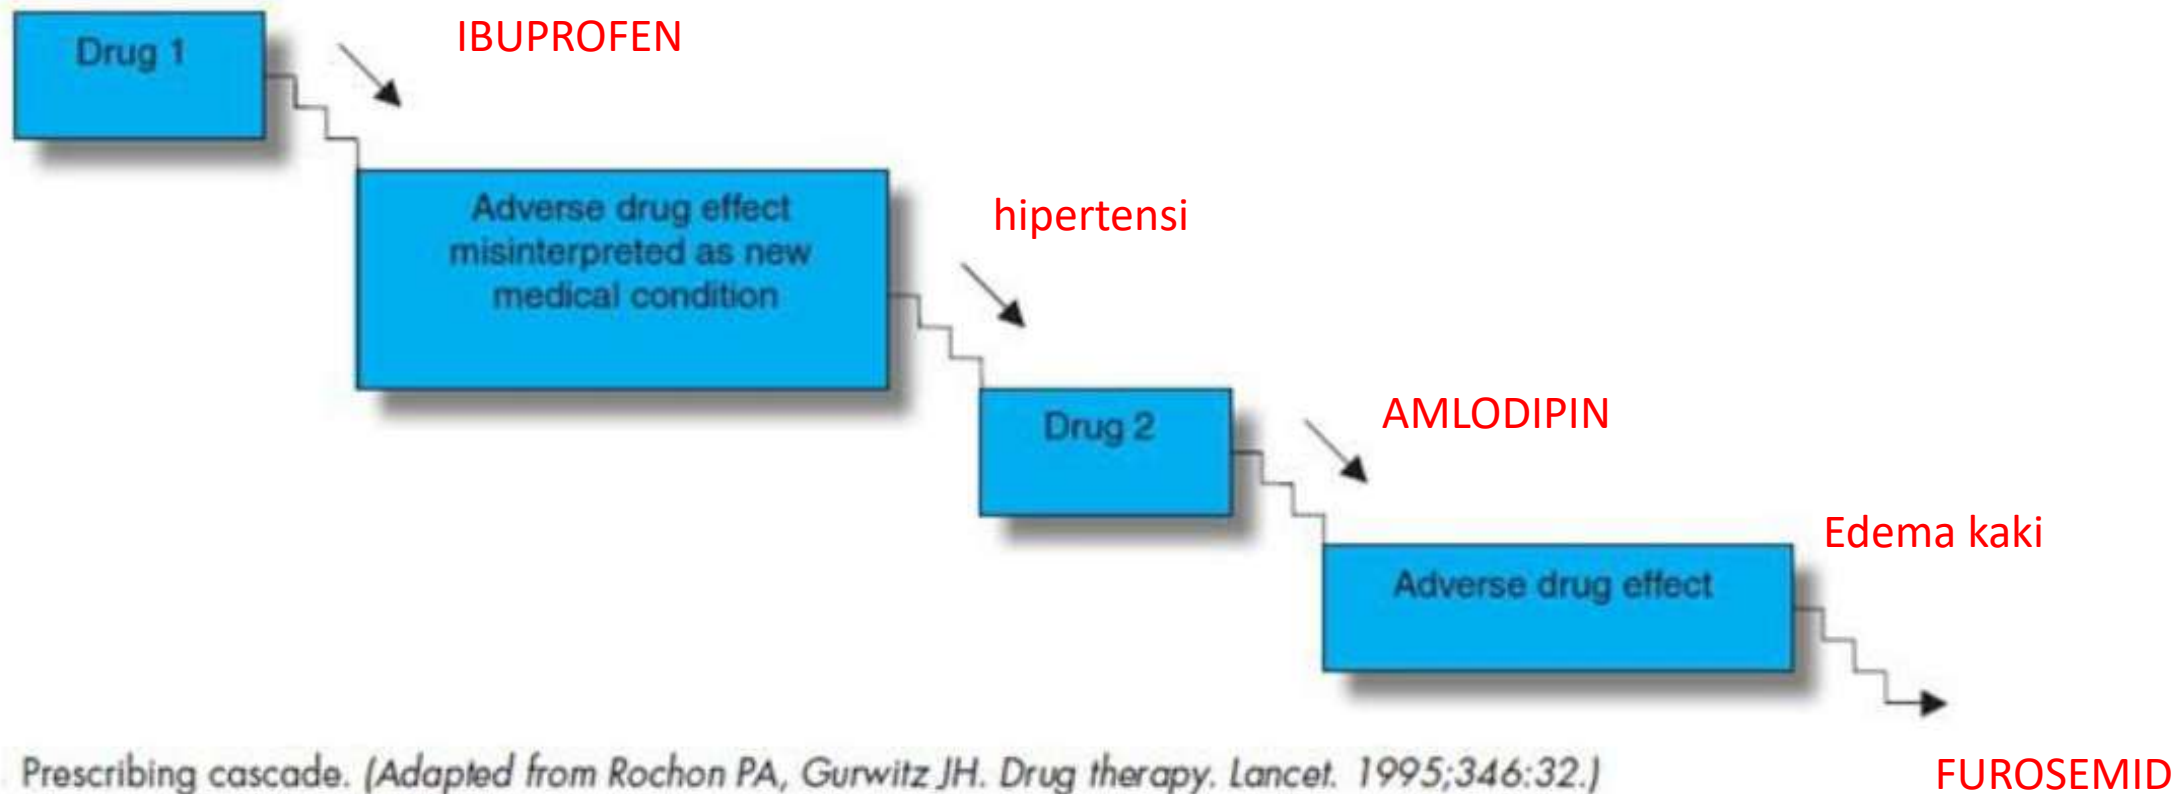 Drug 1
IBUPROFEN
Adverse drug effect
misinterpreted as new
medical condition
hipertensi
Drug 2
AMLODIPIN
Adverse drug effect
Edema kaki
Prescribing cascade. (Adapted from Rochon PA, Gurwitz JH. Drug therapy. Lancet. 1995;346:32.)
FUROSEMID